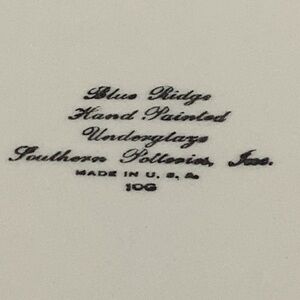 Blue Ridge
Hand Painted
Underglaze
Southern Potteries, Inc.
MADE IN U. S. A.
10G